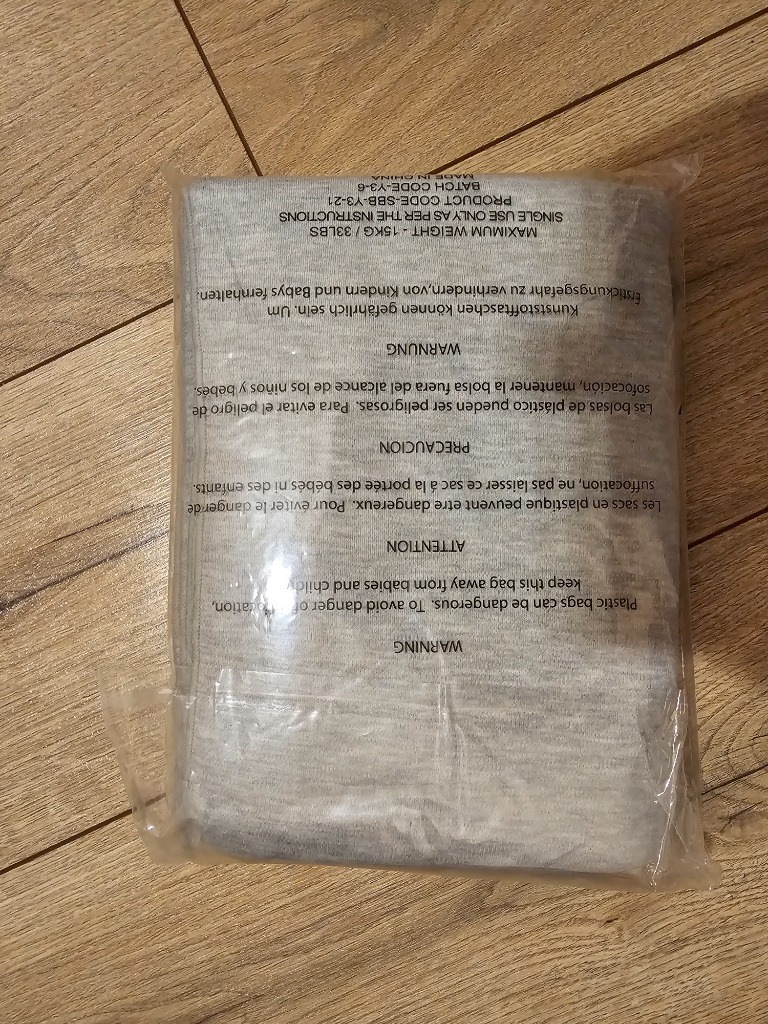 WARNING
Plastic bags can be dangerous. To avoid danger of
keep this bag away from babies and
ATTENTION
Les sacs en plastique peuvent etre dangereux. Pour éviter le danger de
suffocation, ne pas laisser ce sac à la portée des bébés ni des enfants.
PRECAUCION
Las bolsas de plástico pueden ser peligrosas. Para evitar el peligro de
sofocación, mantener la bolsa fuera del alcance de los niños y bebés.
WARNUNG
Kunststofftaschen können gefährlich sein. Um
Erstickungsgefahr zu verhindern,von,Kindern und Babys fernhalten.
MAXIMUM WEIGHT - 15KG / 33LBS
SINGLE USE ONLY AS PER THE INSTRUCTIONS
PRODUCT CODE-SBB-Y3-21
BATCH CODE-Y3-6
MADE IN CHINA